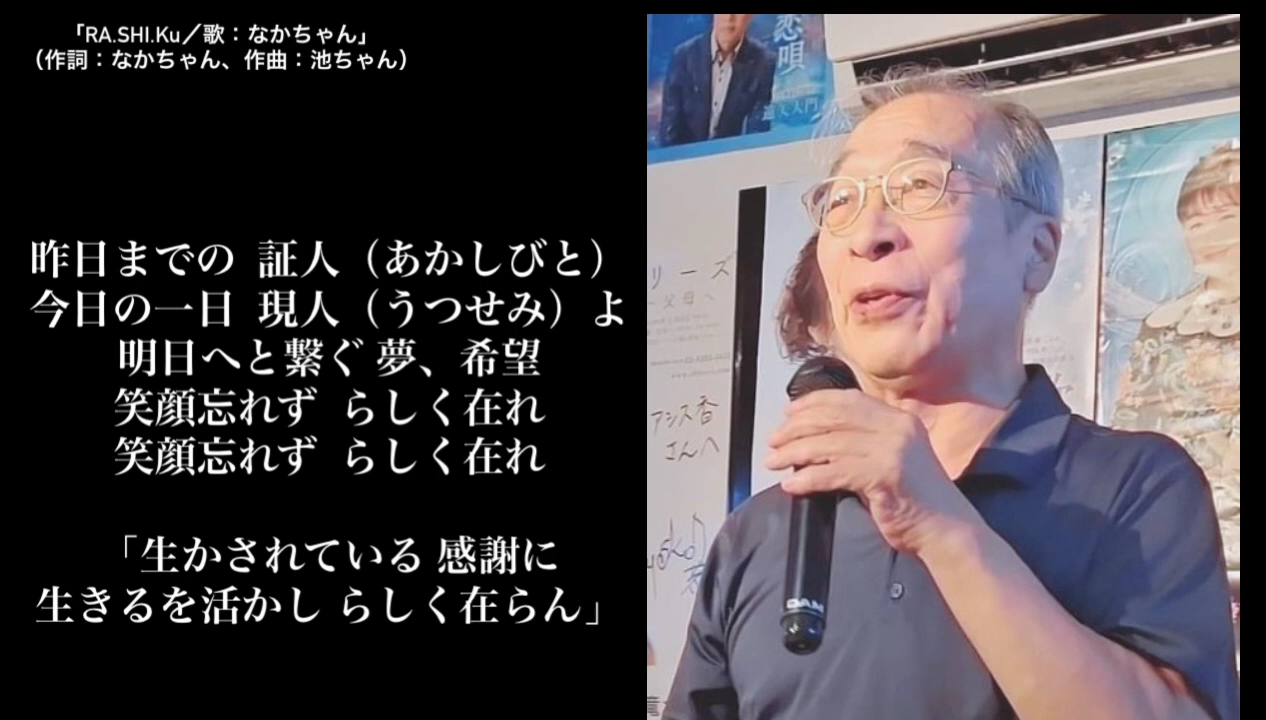 「RA.SHI.Ku／歌：なかちゃん」
（作詞：なかちゃん、作曲：池ちゃん）
昨日までの 証人（あかしびと）
今日の一日 現人（うつせみ）よ
明日へと繋ぐ 夢、希望
笑顔忘れず らしく在れ
笑顔忘れず らしく在れ
「生かされている 感謝に
生きるを活かし らしく在らん」
恋唄
リーズ
父母へ
アシス香
さんへ
DAM